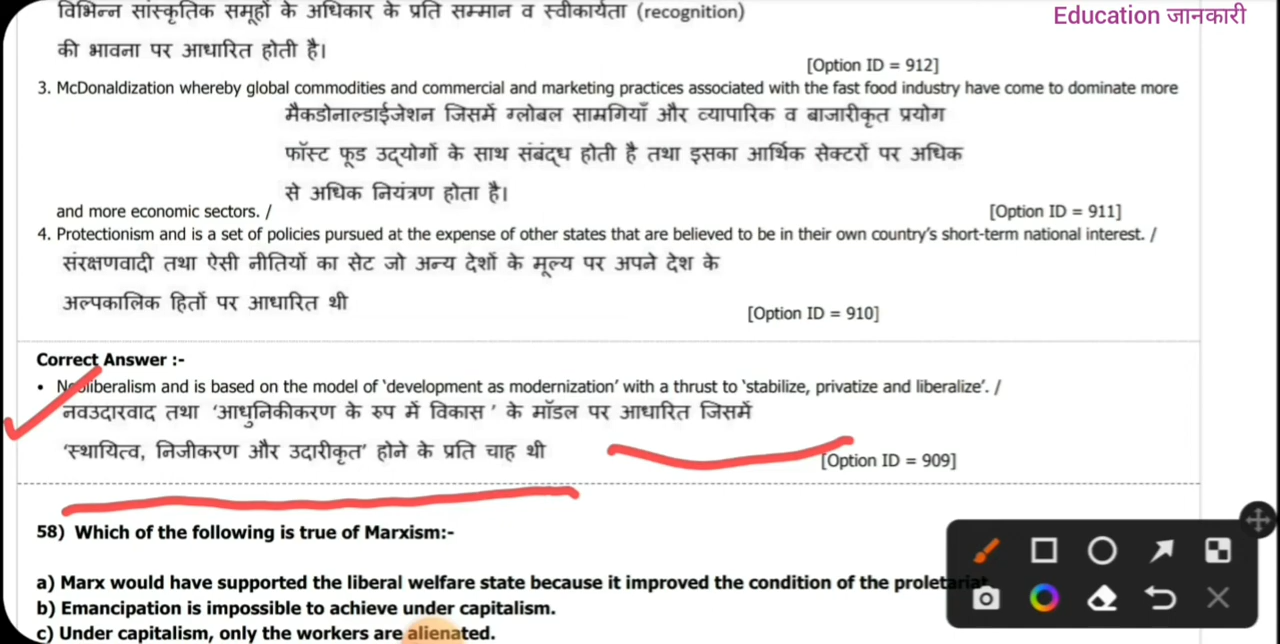 विभिन्न सांस्कृतिक समूहों के अधिकार के प्रति सम्मान व स्वीकार्यता (recognition)
Education जानकारी
की भावना पर आधारित होती है।
[Option ID = 912]
3. McDonaldization whereby global commodities and commercial and marketing practices associated with the fast food industry have come to dominate more
मैकडोनाल्डाईजेशन जिसमें ग्लोबल सामग्रियाँ और व्यापारिक व बाजारीकृत प्रयोग
फॉस्ट फूड उद्योगों के साथ संबंद्ध होती है तथा इसका आर्थिक सेक्टरों पर अधिक
से अधिक नियंत्रण होता है।
and more economic sectors. /
[Option ID = 911]
4. Protectionism and is a set of policies pursued at the expense of other states that are believed to be in their own country's short-term national interest. /
संरक्षणवादी तथा ऐसी नीतियों का सेट जो अन्य देशों के मूल्य पर अपने देश के
अल्पकालिक हितों पर आधारित थी
[Option ID = 910]
Correct Answer :-
• Neoliberalism and is based on the model of 'development as modernization' with a thrust to 'stabilize, privatize and liberalize'. /
नवउदारवाद तथा 'आधुनिकीकरण के रुप में विकास ' के मॉडल पर आधारित जिसमें
'स्थायित्व, निजीकरण और उदारीकृत' होने के प्रति चाह थी
[Option ID = 909]
58) Which of the following is true of Marxism:-
a) Marx would have supported the liberal welfare state because it improved the condition of the proletariat
b) Emancipation is impossible to achieve under capitalism.
c) Under capitalism, only the workers are alienated.